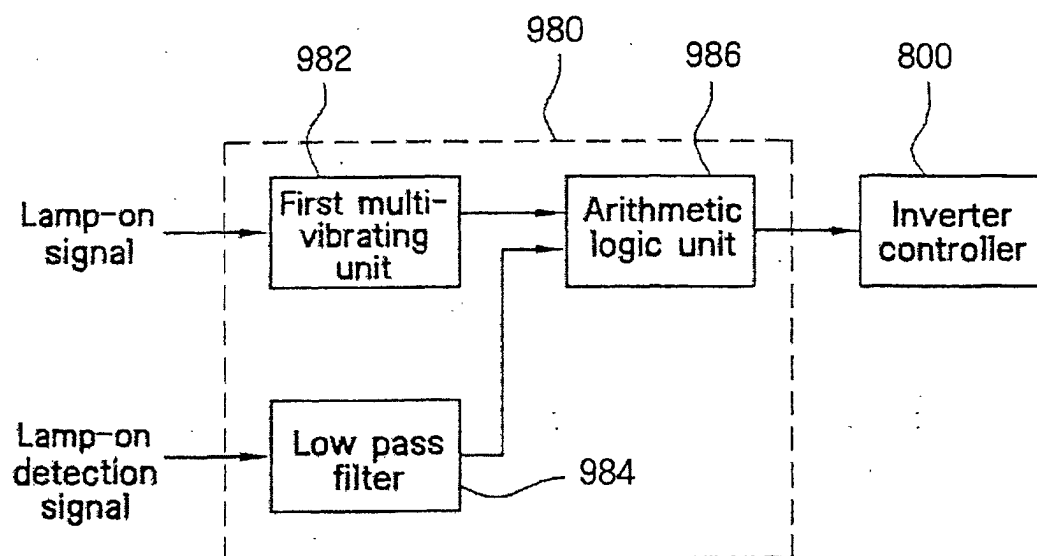 980
982
986
800
Lamp-on
signal
First multi-
vibrating
unit
Arithmetic
logic unit
Inverter
controller
Lamp-on
detection
signal
Low pass
filter
984